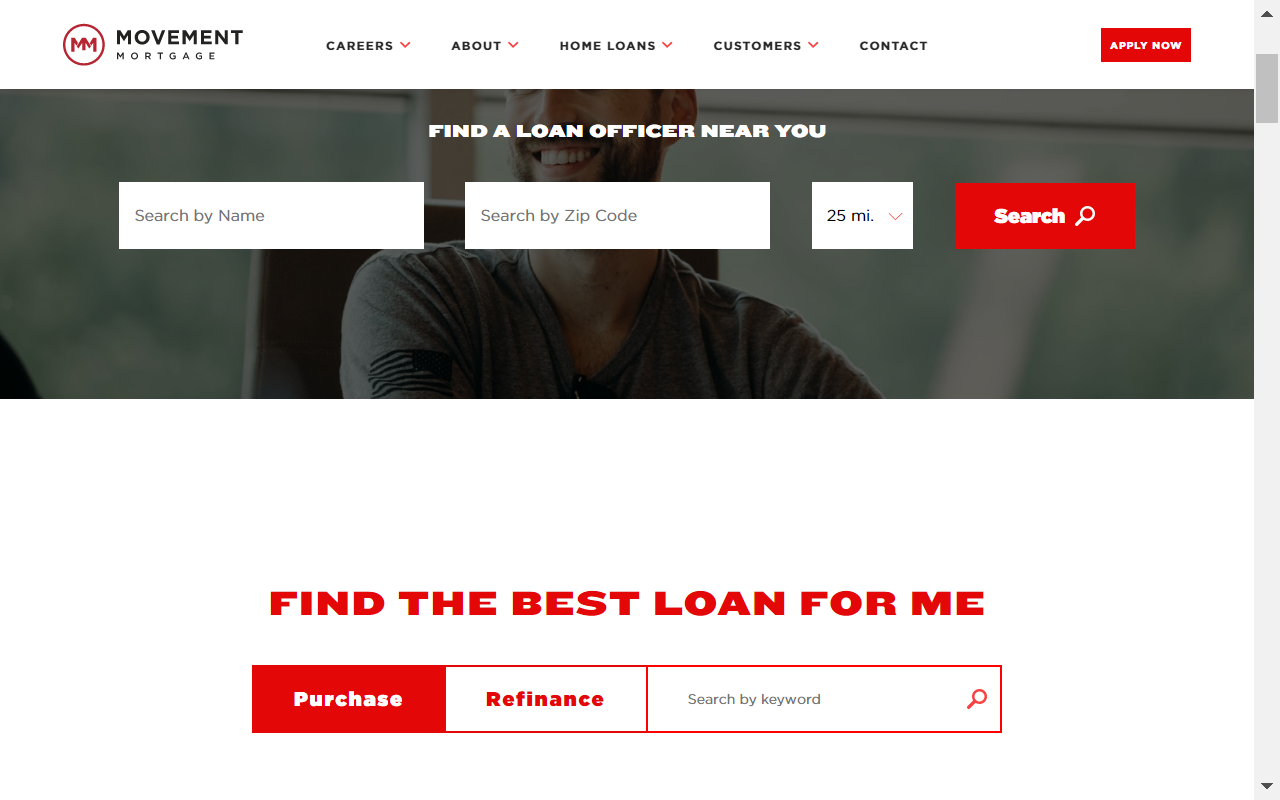 MOVEMENT
MORTGAGE
CAREERS
ABOUT
HOME LOANS
CUSTOMERS
CONTACT
APPLY NOW
FIND A LOAN OFFICER NEAR YOU
Search by Name
Search by Zip Code
25 mi.
Search
FIND THE BEST LOAN FOR ME
Purchase
Refinance
Search by keyword